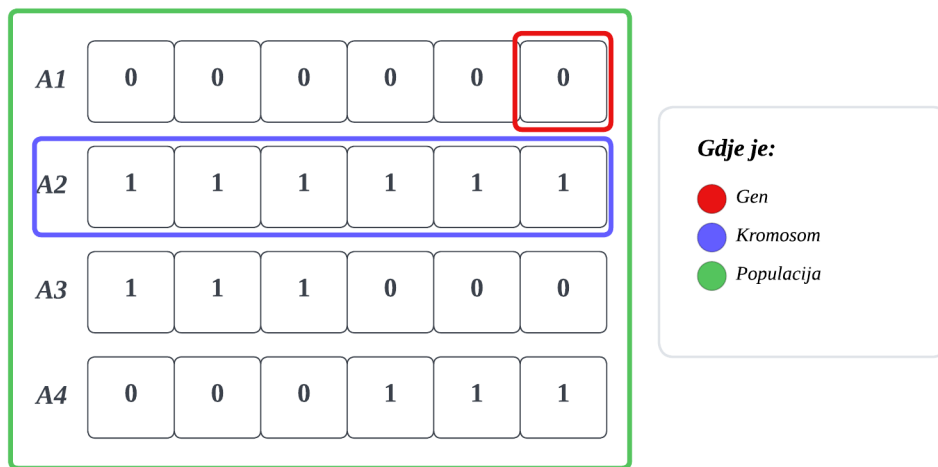 A1 0 0 0 0 0 0
A2 1 1 1 1 1 1
A3 1 1 1 0 0 0
A4 0 0 0 1 1 1
Gdje je:
Gen
Kromosom
Populacija